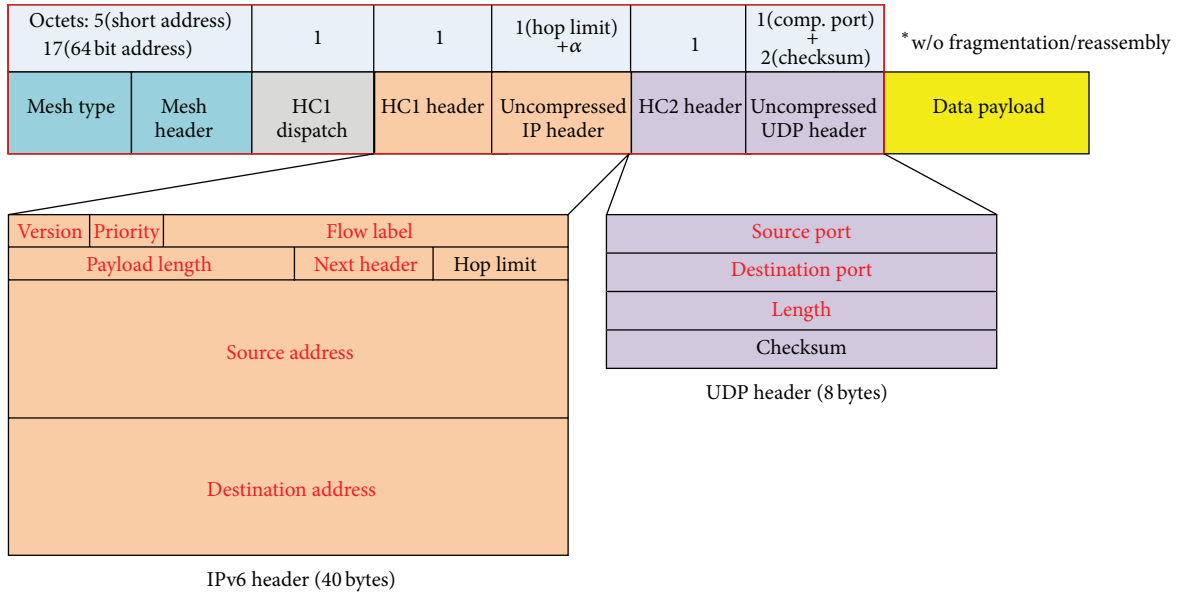 Octets: 5(short address)
17(64 bit address)
1
1
1(hop limit)
+α
1
1(comp. port)
+
2(checksum)
*w/o fragmentation/reassembly
Mesh type
Mesh
header
HC1
dispatch
HC1 header
Uncompressed
IP header
HC2 header
Uncompressed
UDP header
Data payload
Version
Priority
Flow label
Payload length
Next header
Hop limit
Source address
Destination address
IPv6 header (40 bytes)
Source port
Destination port
Length
Checksum
UDP header (8 bytes)